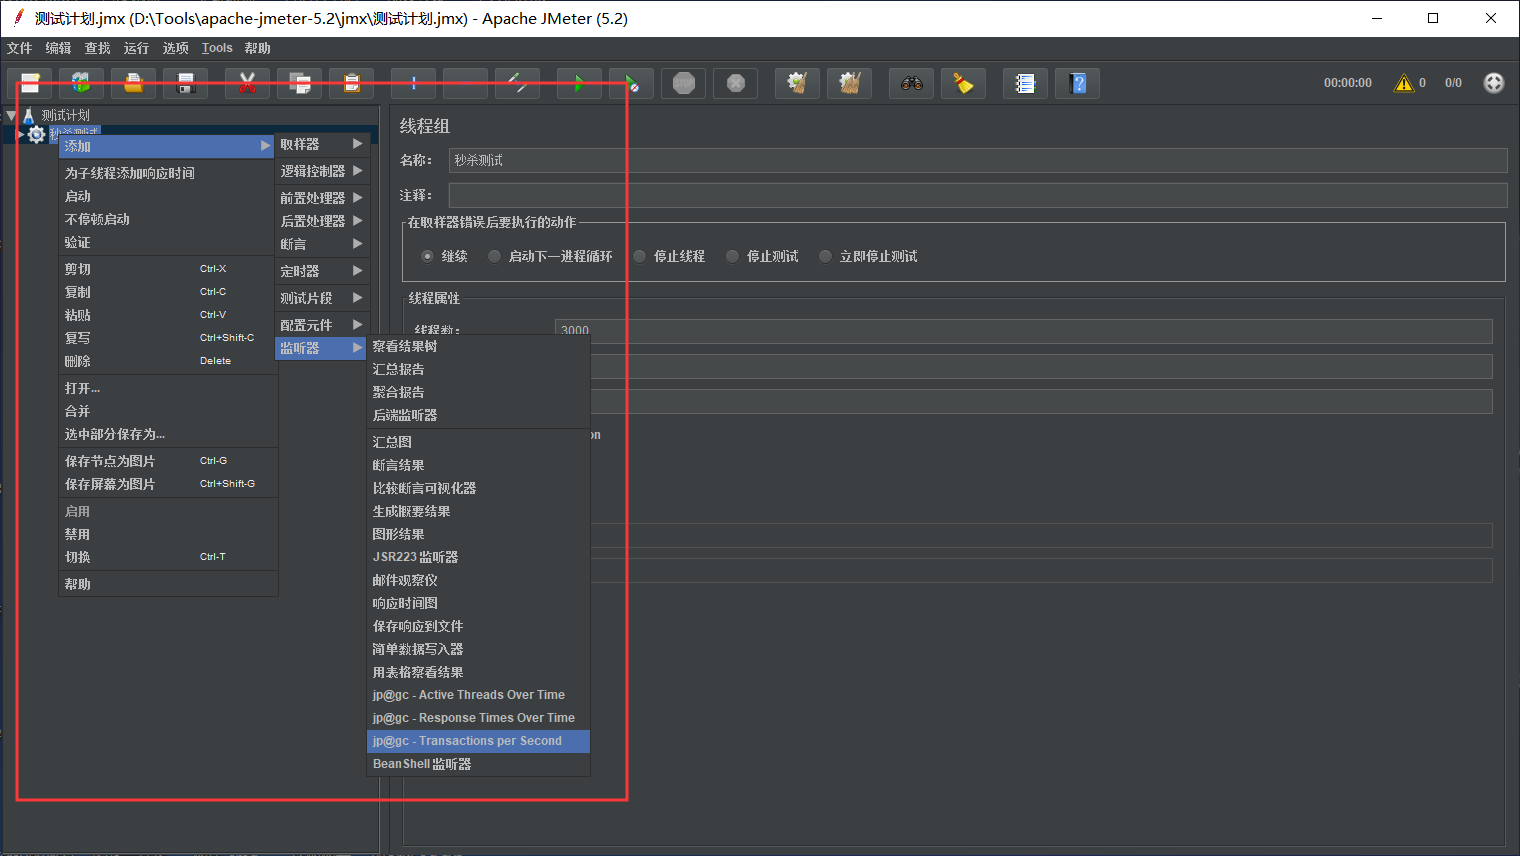 测试计划.jmx (D:\Tools\apache-jmeter-5.2\jmx\测试计划.jmx) - Apache JMeter (5.2)
文件 编辑 查找 运行 选项 Tools 帮助
STOP
00:00:00 0 0/0
测试计划
秒杀测试
添加
为子线程添加响应时间
启动
不停顿启动
验证
剪切 Ctrl-X
复制 Ctrl-C
粘贴 Ctrl-V
复写 Ctrl+Shift-C
删除 Delete
打开...
合并
选中部分保存为...
保存节点为图片 Ctrl-G
保存屏幕为图片 Ctrl+Shift-G
启用
禁用
切换 Ctrl-T
帮助
取样器
逻辑控制器
前置处理器
后置处理器
断言
定时器
测试片段
配置元件
监听器
察看结果树
汇总报告
聚合报告
后端监听器
汇总图
断言结果
比较断言可视化器
生成概要结果
图形结果
JSR223 监听器
邮件观察仪
响应时间图
保存响应到文件
简单数据写入器
用表格察看结果
jp@gc - Active Threads Over Time
jp@gc - Response Times Over Time
jp@gc - Transactions per Second
BeanShell 监听器
线程组
名称： 秒杀测试
注释：
在取样器错误后要执行的动作
继续 启动下一进程循环 停止线程 停止测试 立即停止测试
线程属性
线程数： 3000
on